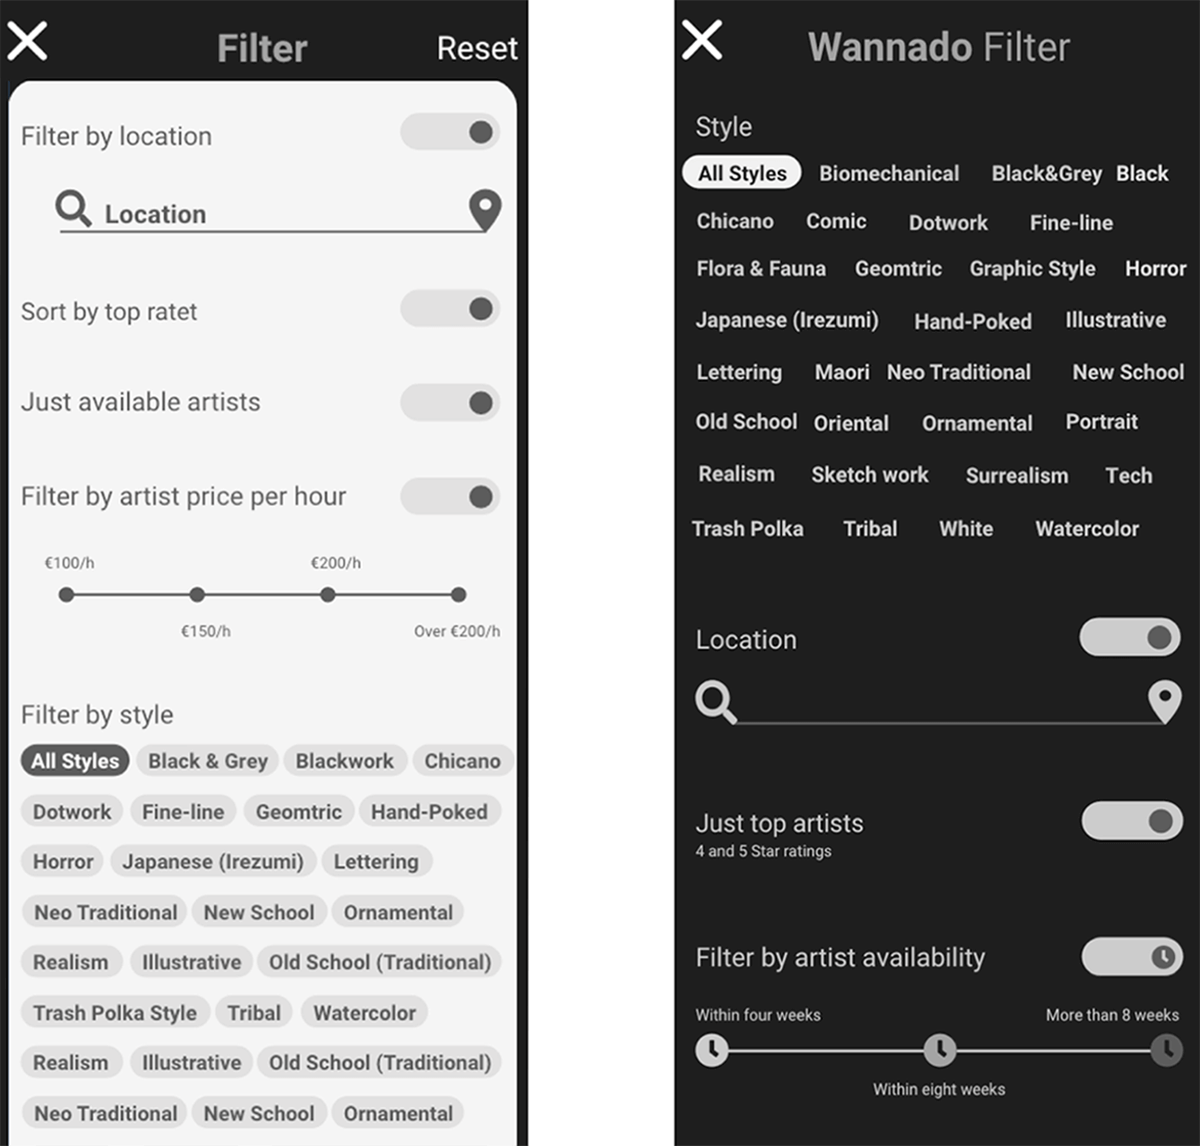 Filter Reset
Filter by location
Location
Sort by top ratet
Just available artists
Filter by artist price per hour
€100/h €200/h
€150/h Over €200/h
Filter by style
All Styles Black & Grey Blackwork Chicano
Dotwork Fine-line Geomtric Hand-Poked
Horror Japanese (Irezumi) Lettering
Neo Traditional New School Ornamental
Realism Illustrative Old School (Traditional)
Trash Polka Style Tribal Watercolor
Realism Illustrative Old School (Traditional)
Neo Traditional New School Ornamental
Wannado Filter
Style
All Styles Biomechanical Black&Grey Black
Chicano Comic Dotwork Fine-line
Flora & Fauna Geomtric Graphic Style Horror
Japanese (Irezumi) Hand-Poked Illustrative
Lettering Maori Neo Traditional New School
Old School Oriental Ornamental Portrait
Realism Sketch work Surrealism Tech
Trash Polka Tribal White Watercolor
Location
Just top artists
4 and 5 Star ratings
Filter by artist availability
Within four weeks More than 8 weeks
Within eight weeks